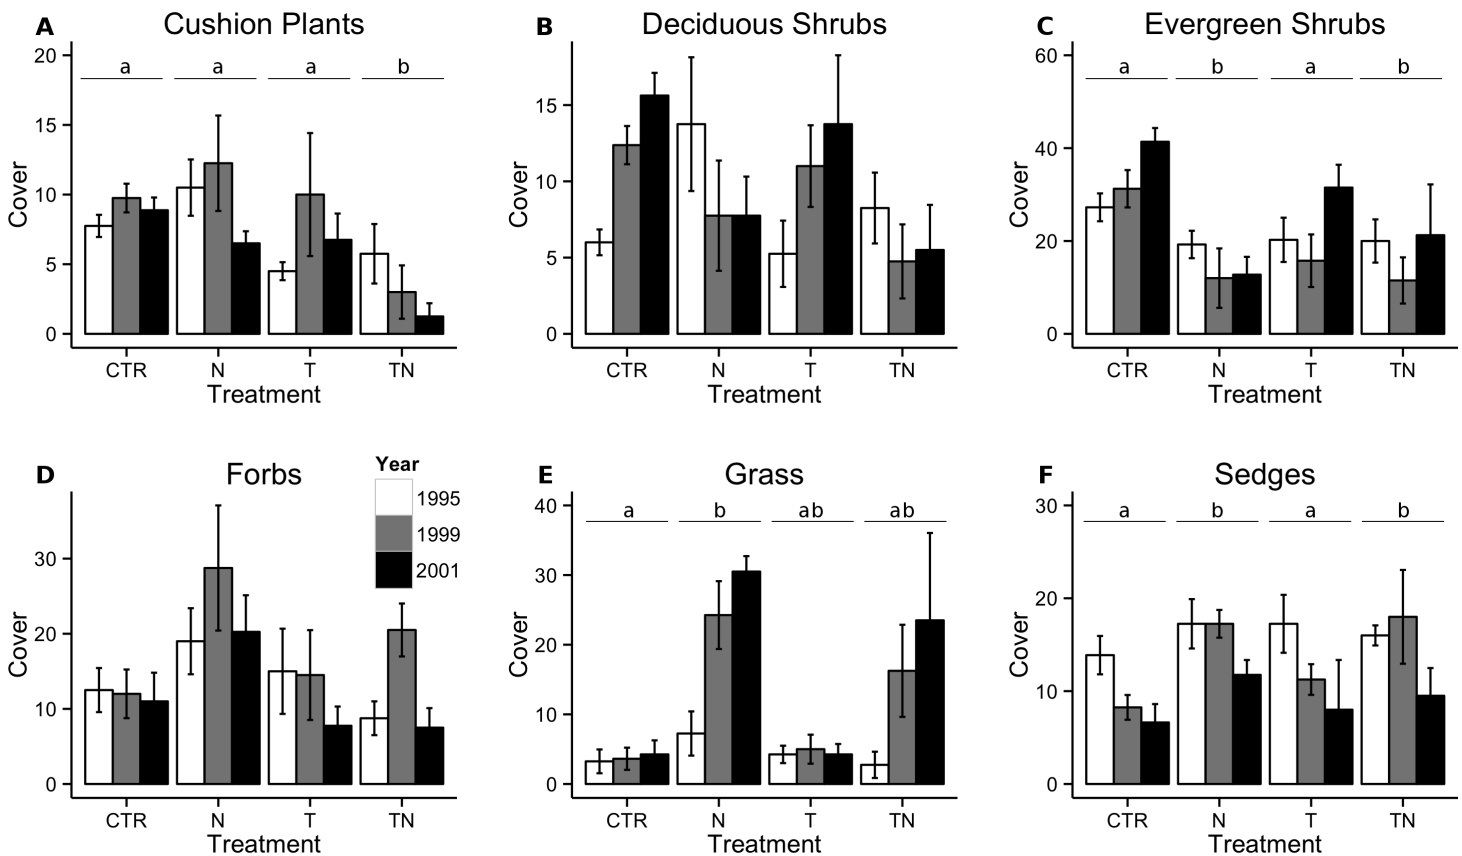 A Cushion Plants
20
15
10
5
0
a a a b
Cover
CTR N T TN
Treatment
B Deciduous Shrubs
15
10
5
0
Cover
CTR N T TN
Treatment
C Evergreen Shrubs
60
40
20
0
a b a b
Cover
CTR N T TN
Treatment
D Forbs
30
20
10
0
Cover
Year
1995
1999
2001
CTR N T TN
Treatment
E Grass
40
30
20
10
0
a b ab ab
Cover
CTR N T TN
Treatment
F Sedges
30
20
10
0
a b a b
Cover
CTR N T TN
Treatment